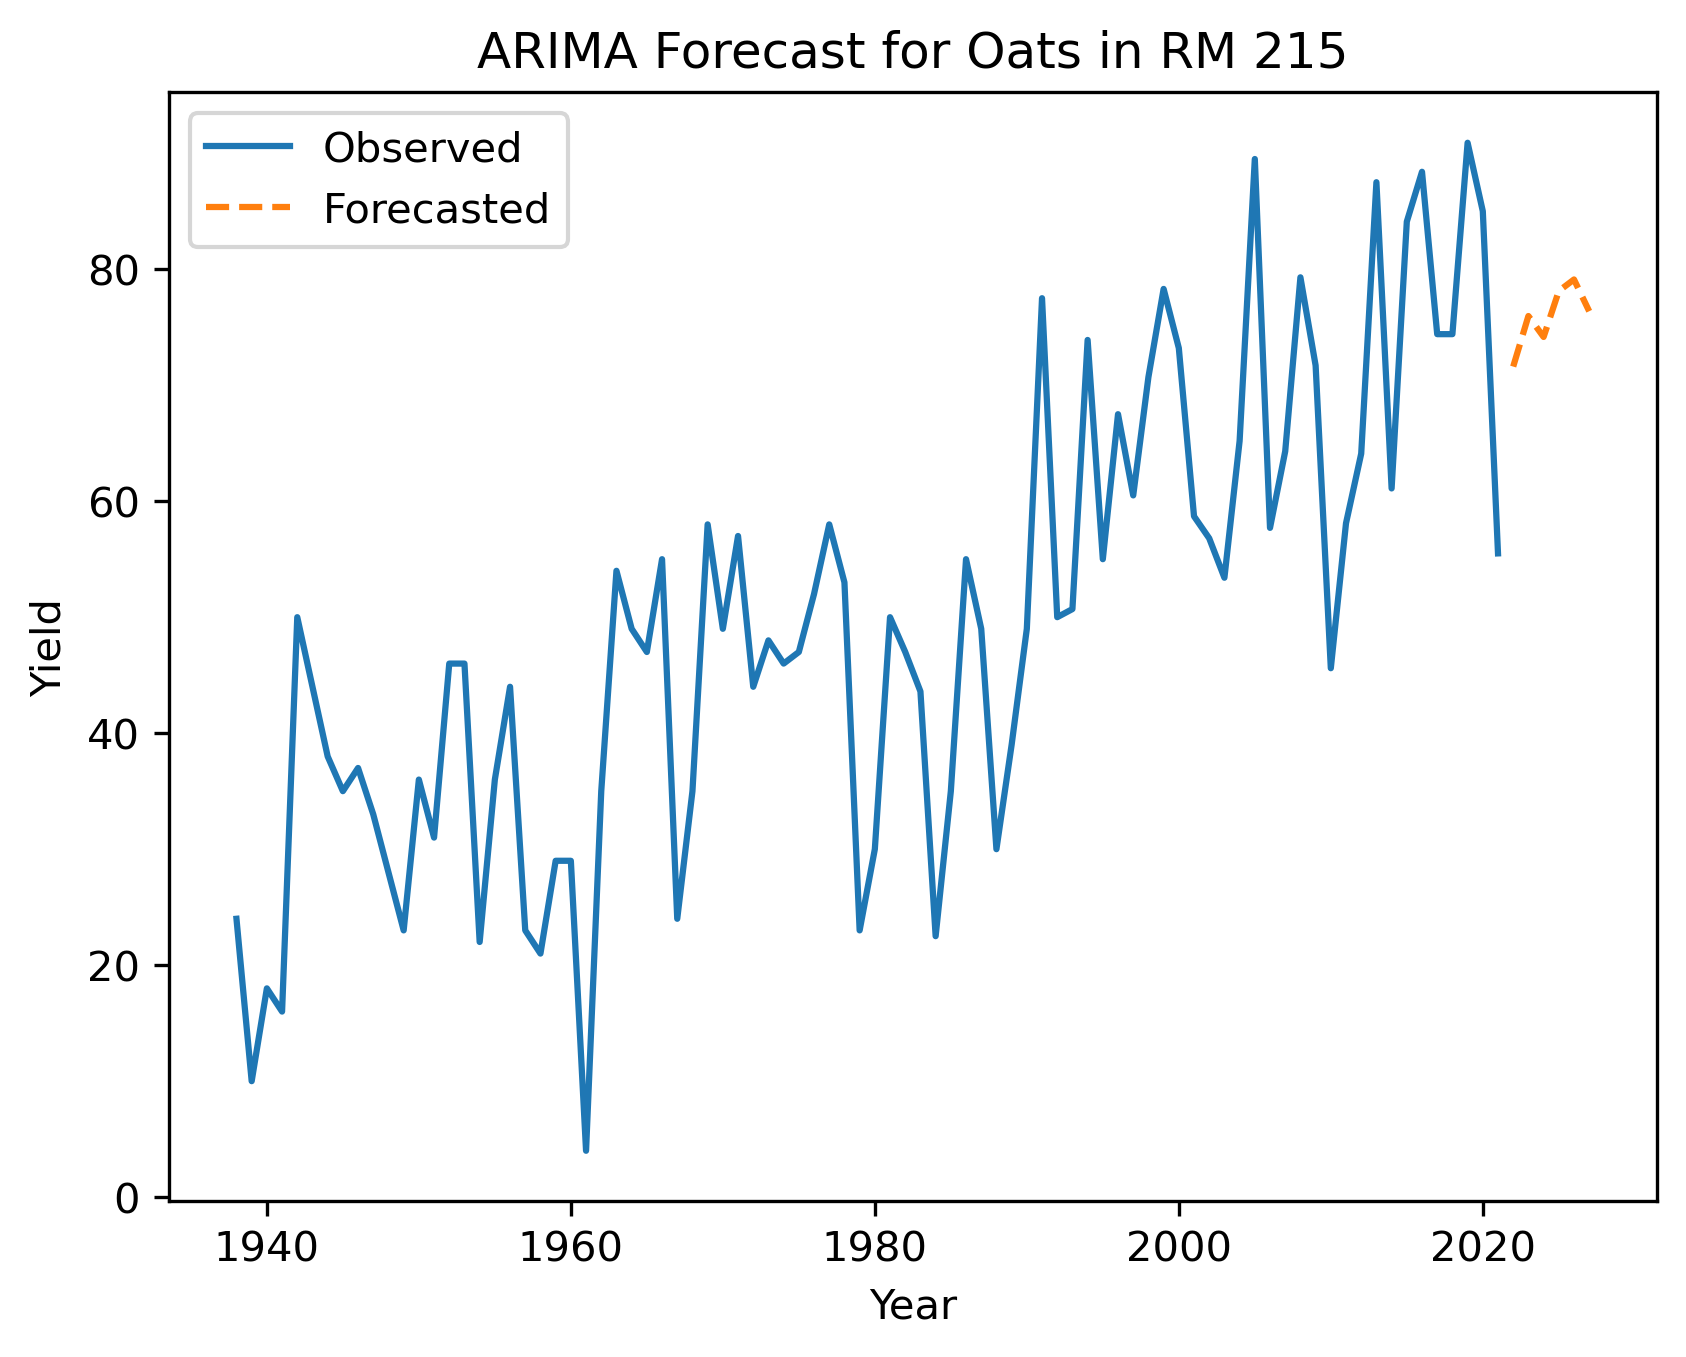 ARIMA Forecast for Oats in RM 215
Observed
Forecasted
80
60
40
20
0
Yield
1940 1960 1980 2000 2020
Year